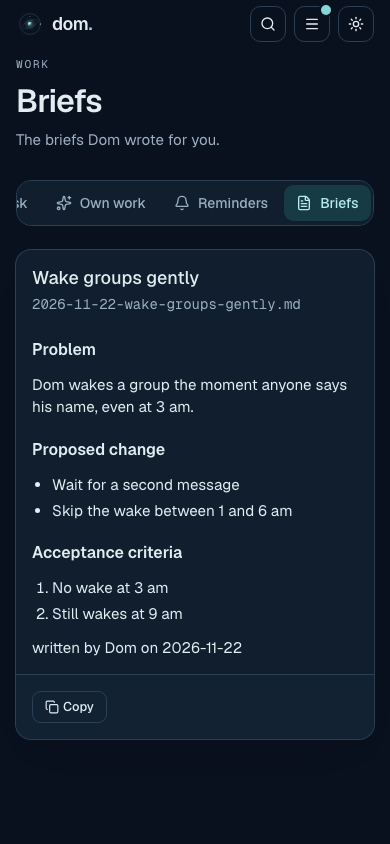 dom.
WORK
Briefs
The briefs Dom wrote for you.
sk Own work Reminders Briefs
Wake groups gently
2026-11-22-wake-groups-gently.md
Problem
Dom wakes a group the moment anyone says
his name, even at 3 am.
Proposed change
• Wait for a second message
• Skip the wake between 1 and 6 am
Acceptance criteria
1. No wake at 3 am
2. Still wakes at 9 am
written by Dom on 2026-11-22
Copy